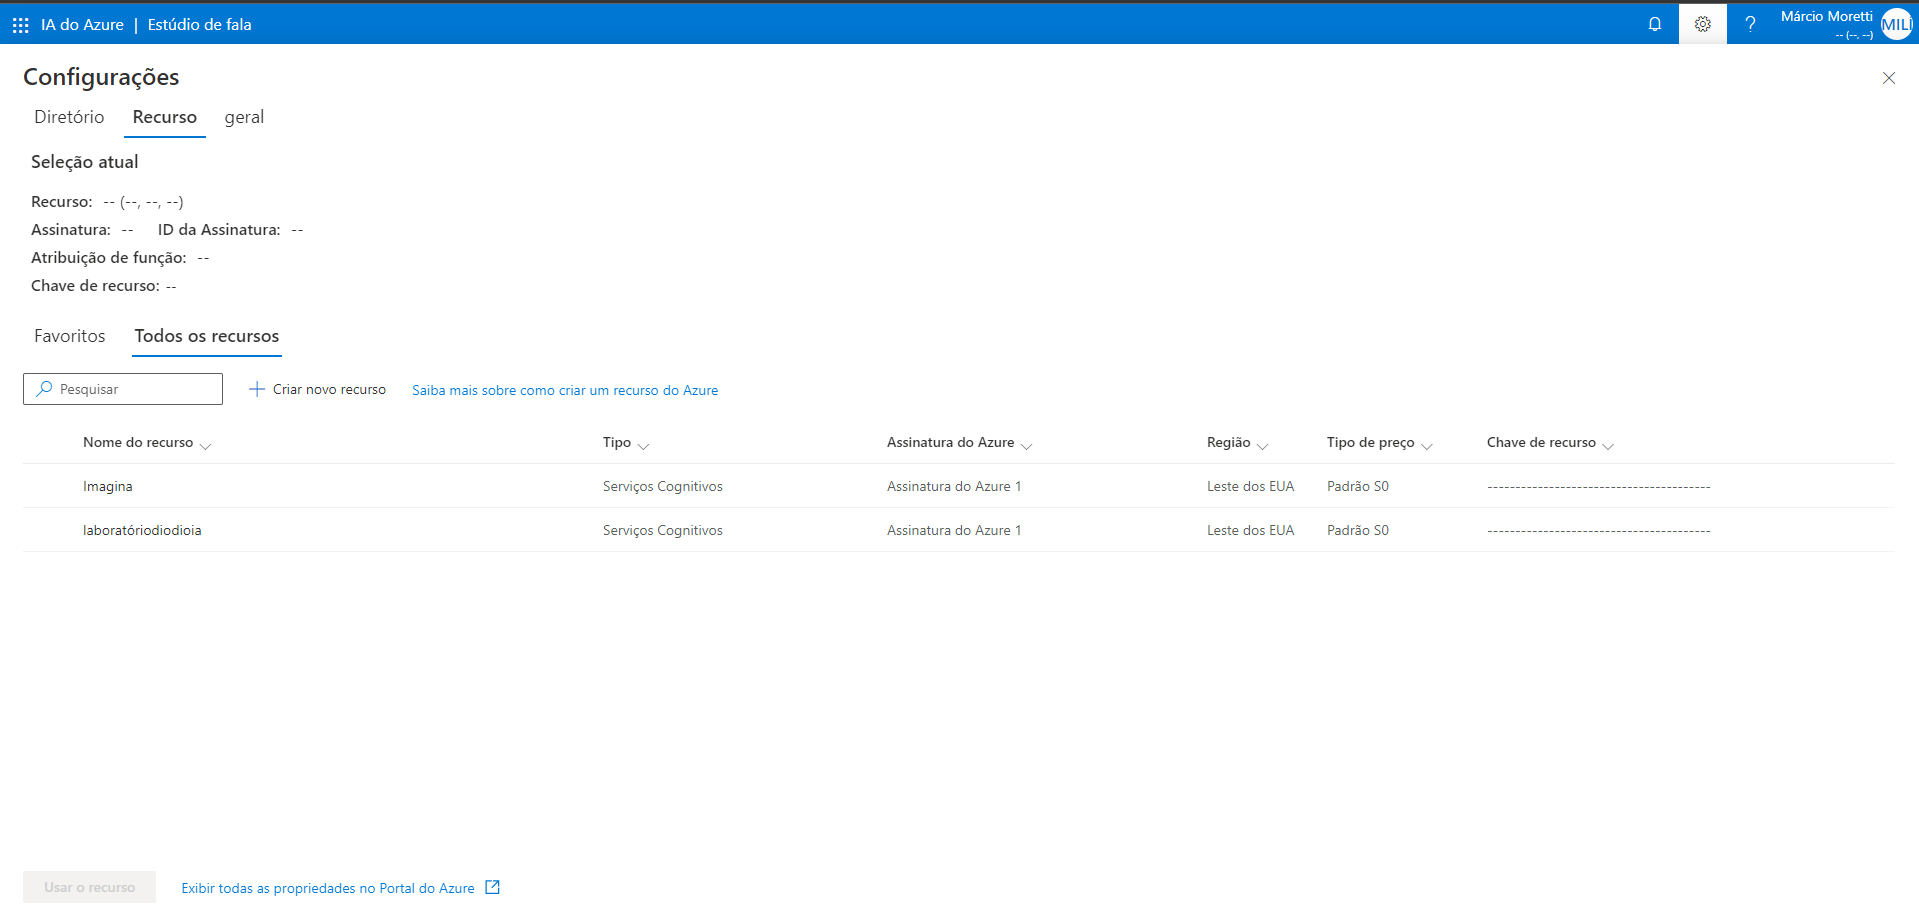 IA do Azure | Estúdio de fala
Márcio Moretti
-- (--, --)
MILI
Configurações
Diretório Recurso geral
Seleção atual
Recurso: -- (--, --, --)
Assinatura: -- ID da Assinatura: --
Atribuição de função: --
Chave de recurso: --
Favoritos Todos os recursos
Pesquisar Criar novo recurso Saiba mais sobre como criar um recurso do Azure
Nome do recurso Tipo Assinatura do Azure Região Tipo de preço Chave de recurso
Imagina Serviços Cognitivos Assinatura do Azure 1 Leste dos EUA Padrão S0 ----------------------------------------
laboratóriodiodioia Serviços Cognitivos Assinatura do Azure 1 Leste dos EUA Padrão S0 ----------------------------------------
Usar o recurso Exibir todas as propriedades no Portal do Azure